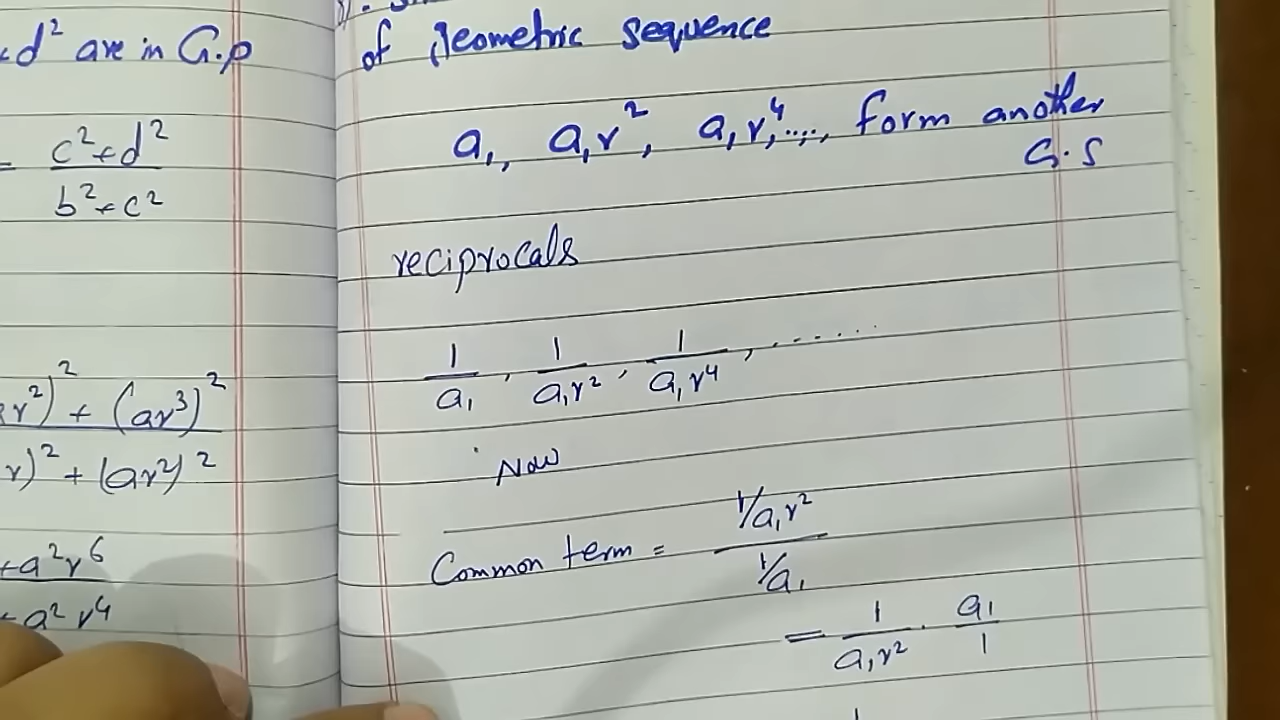 +d² are in G.p
= c²+d² / b²+c²
r²)² + (ar³)² / r)² + (ar²)²
+a²r⁶ / +a²r⁴
of geometric sequence
a₁, a₁r², a₁r⁴,...., form another
G.S
reciprocals
1/a₁, 1/a₁r², 1/a₁r⁴, ......
Now
Common term = 1/a₁r² / 1/a₁
= 1/a₁r² . a₁/1
1